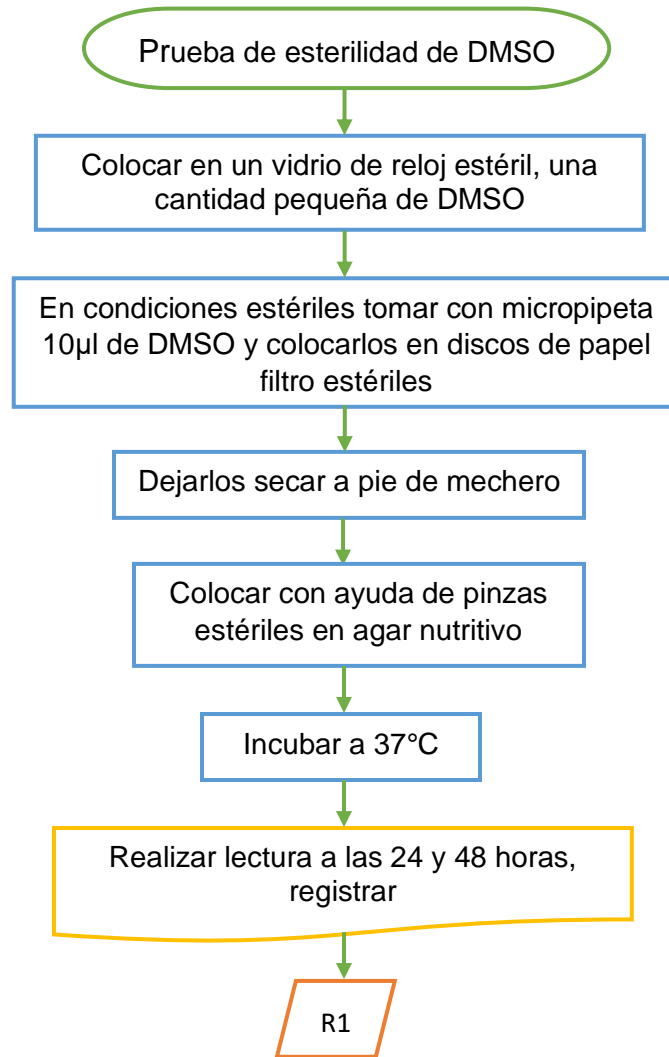 Prueba de esterilidad de DMSO
Colocar en un vidrio de reloj estéril, una
cantidad pequeña de DMSO
En condiciones estériles tomar con micropipeta
10µl de DMSO y colocarlos en discos de papel
filtro estériles
Dejarlos secar a pie de mechero
Colocar con ayuda de pinzas
estériles en agar nutritivo
Incubar a 37°C
Realizar lectura a las 24 y 48 horas,
registrar
R1